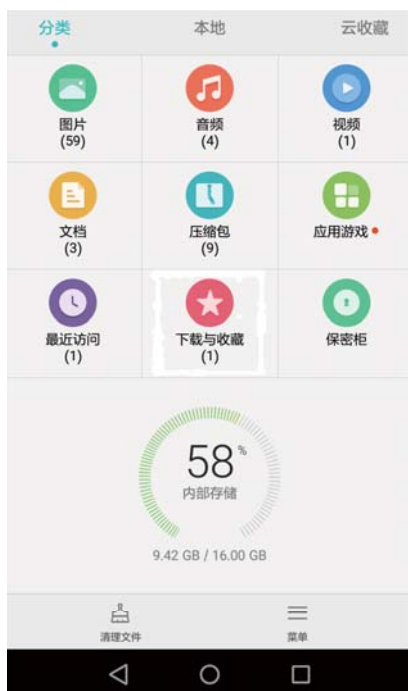 分类 本地 云收藏
图片 音频 视频
(59) (4) (1)
文档 压缩包 应用游戏
(3) (9)
最近访问 下载与收藏 保密柜
(1) (1)
58%
内部存储
9.42 GB / 16.00 GB
清理文件 菜单